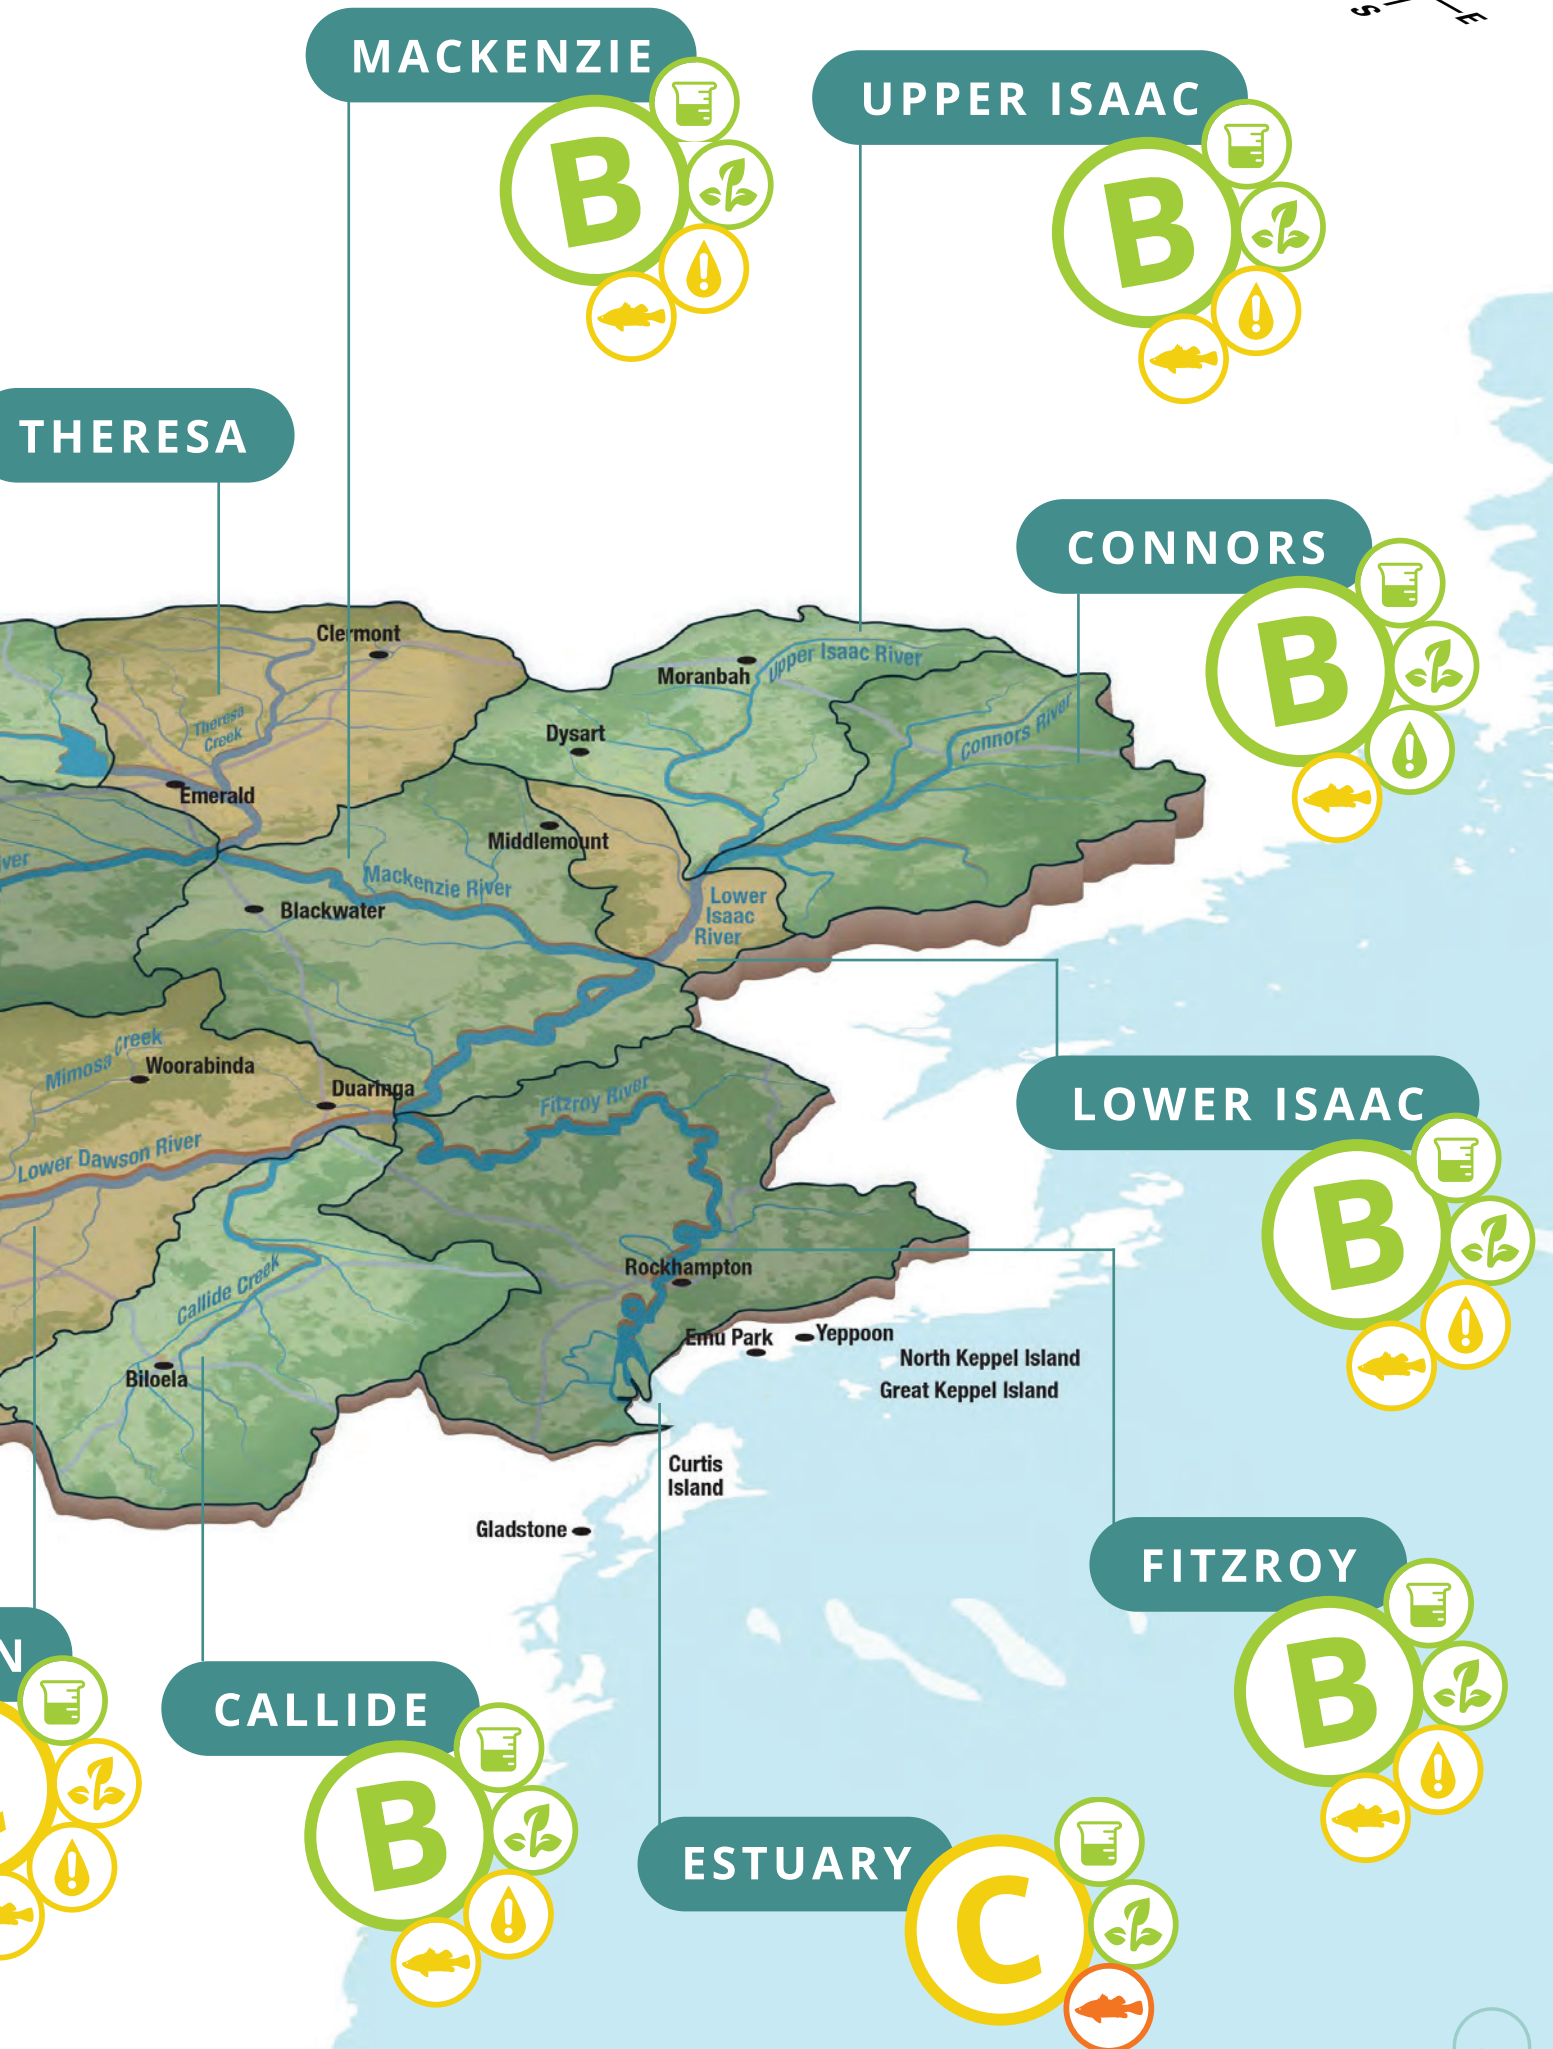 S
E
MACKENZIE
B
UPPER ISAAC
B
THERESA
CONNORS
B
Clermont
Upper Isaac River
Moranbah
Theresa
Creek
Dysart
Connors River
Emerald
Middlemount
Mackenzie River
Blackwater
Lower
Isaac
River
Mimosa Creek
Woorabinda
Duaringa
Fitzroy River
Lower Dawson River
LOWER ISAAC
B
Callide Creek
Rockhampton
Emu Park
Yeppoon
North Keppel Island
Great Keppel Island
Biloela
Curtis
Island
Gladstone
FITZROY
B
N
CALLIDE
B
ESTUARY
C